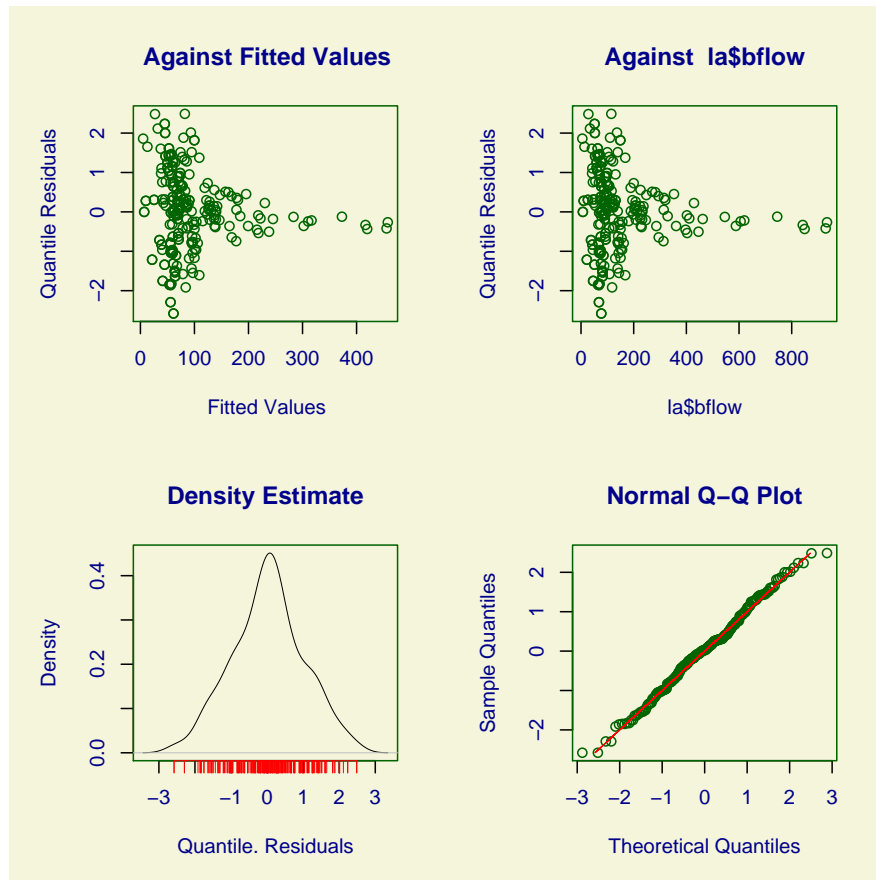 Against Fitted Values
Quantile Residuals
2
1
0
−2
0 100 200 300 400
Fitted Values
Against la$bflow
Quantile Residuals
2
1
0
−2
0 200 400 600 800
la$bflow
Density Estimate
Density
0.4
0.2
0.0
−3 −1 0 1 3
Quantile. Residuals
Normal Q−Q Plot
Sample Quantiles
2
1
0
−2
−3 −2 −1 0 1 2 3
Theoretical Quantiles